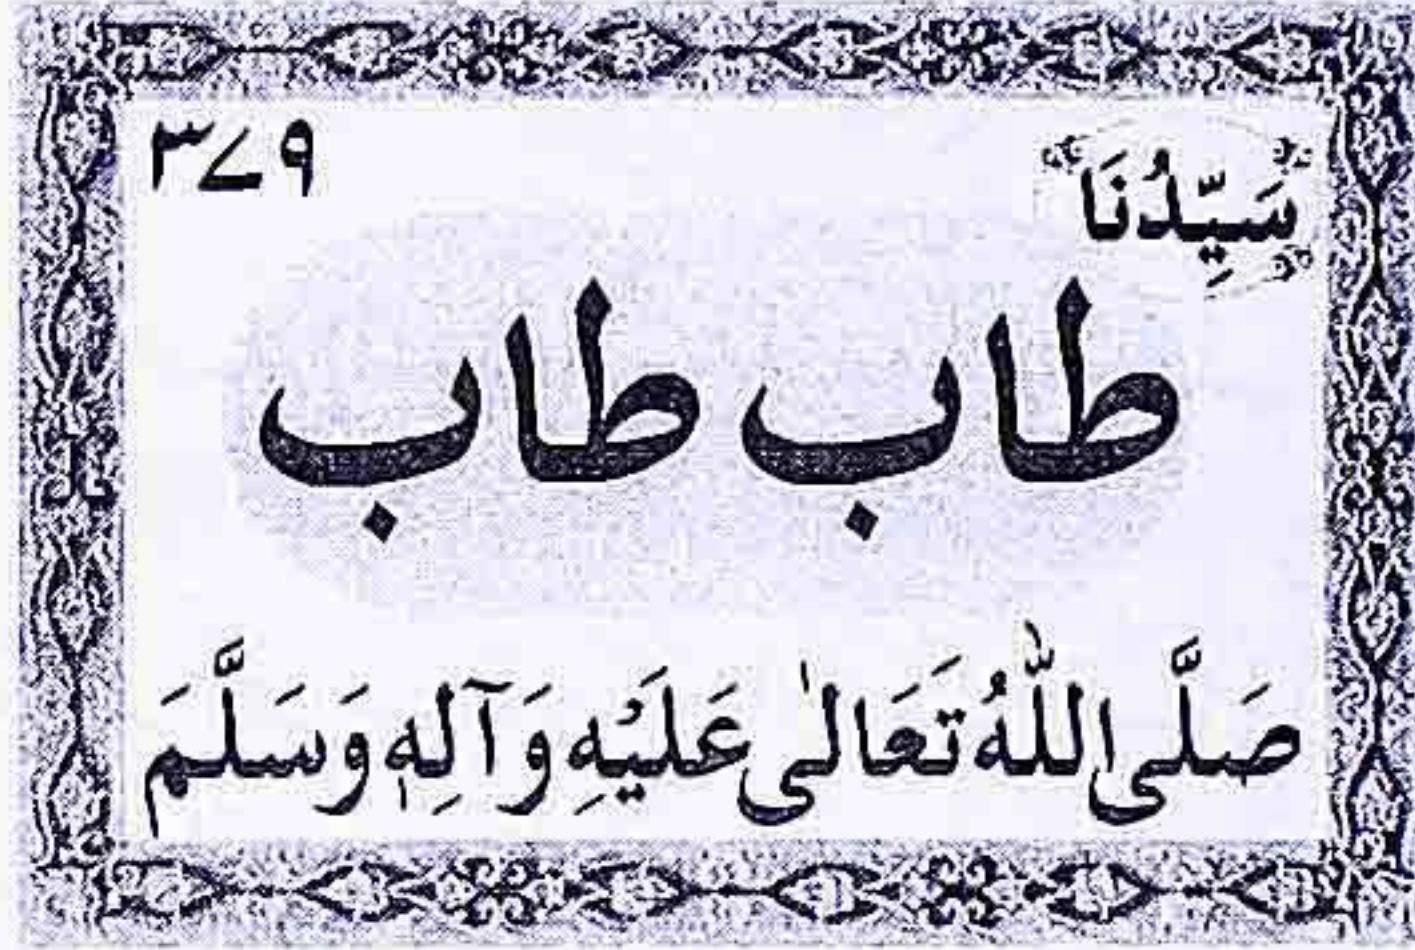 سَيِّدُنَا
۳۷۹
طاب طاب
صَلَّى اللّٰهُ تَعَالٰى عَلَيْهِ وَآلِهٖ وَسَلَّمَ